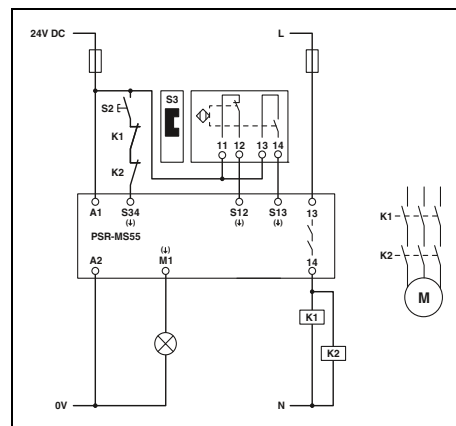 24V DC
L
S3
S2
K1
K2
11 12 13 14
A1 S34 S12 S13 13
(↓) (↓) (↓)
PSR-MS55
(↓)
A2 M1 14
K1
K2
K1
K2
M
0V
N